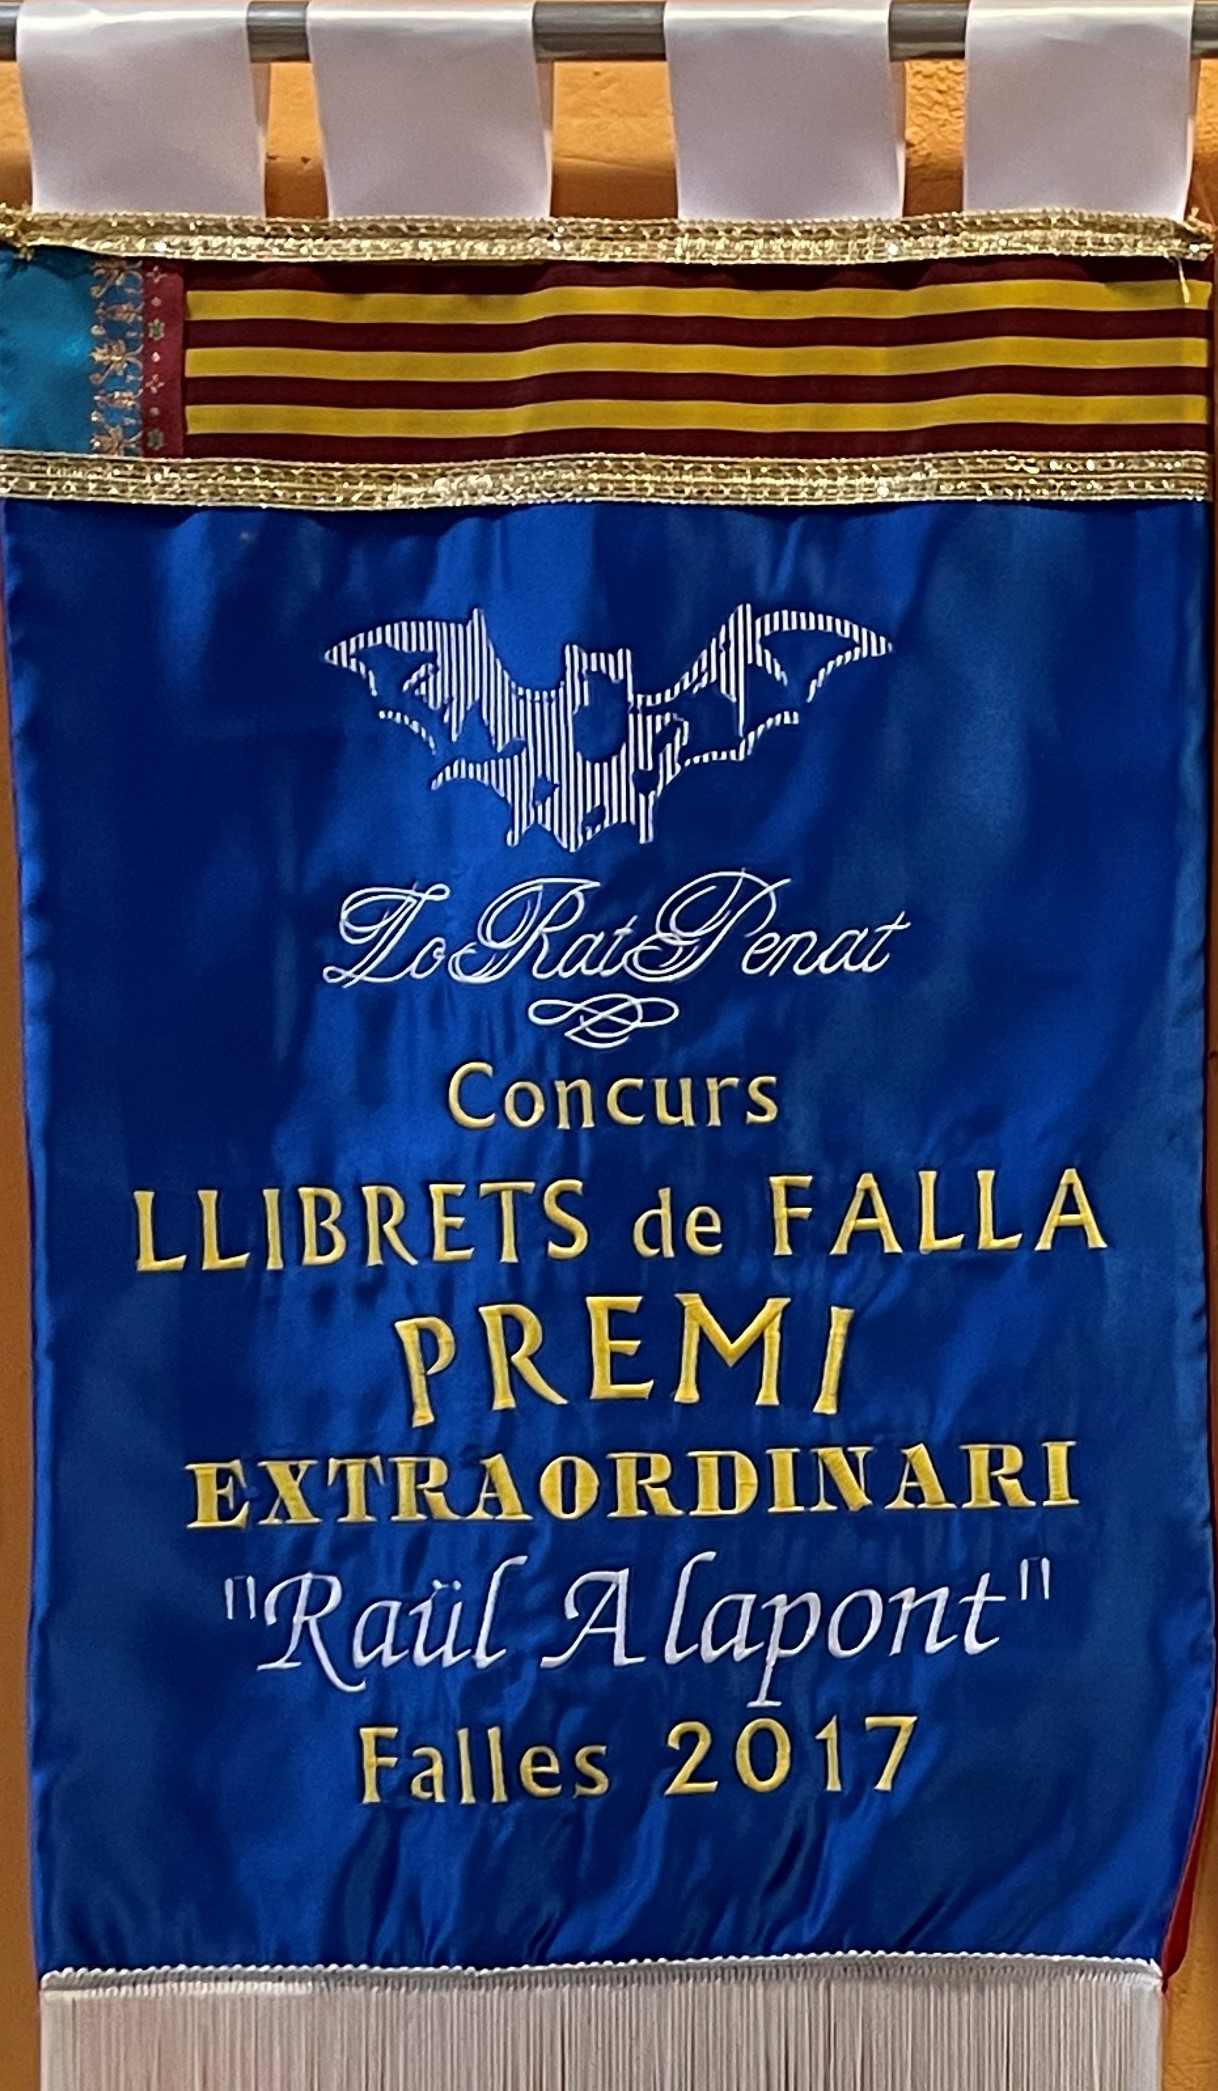 Lo Rat Penat
Concurs
LLIBRETS de FALLA
PREMI
EXTRAORDINARI
"Raül Alapont"
Falles 2017